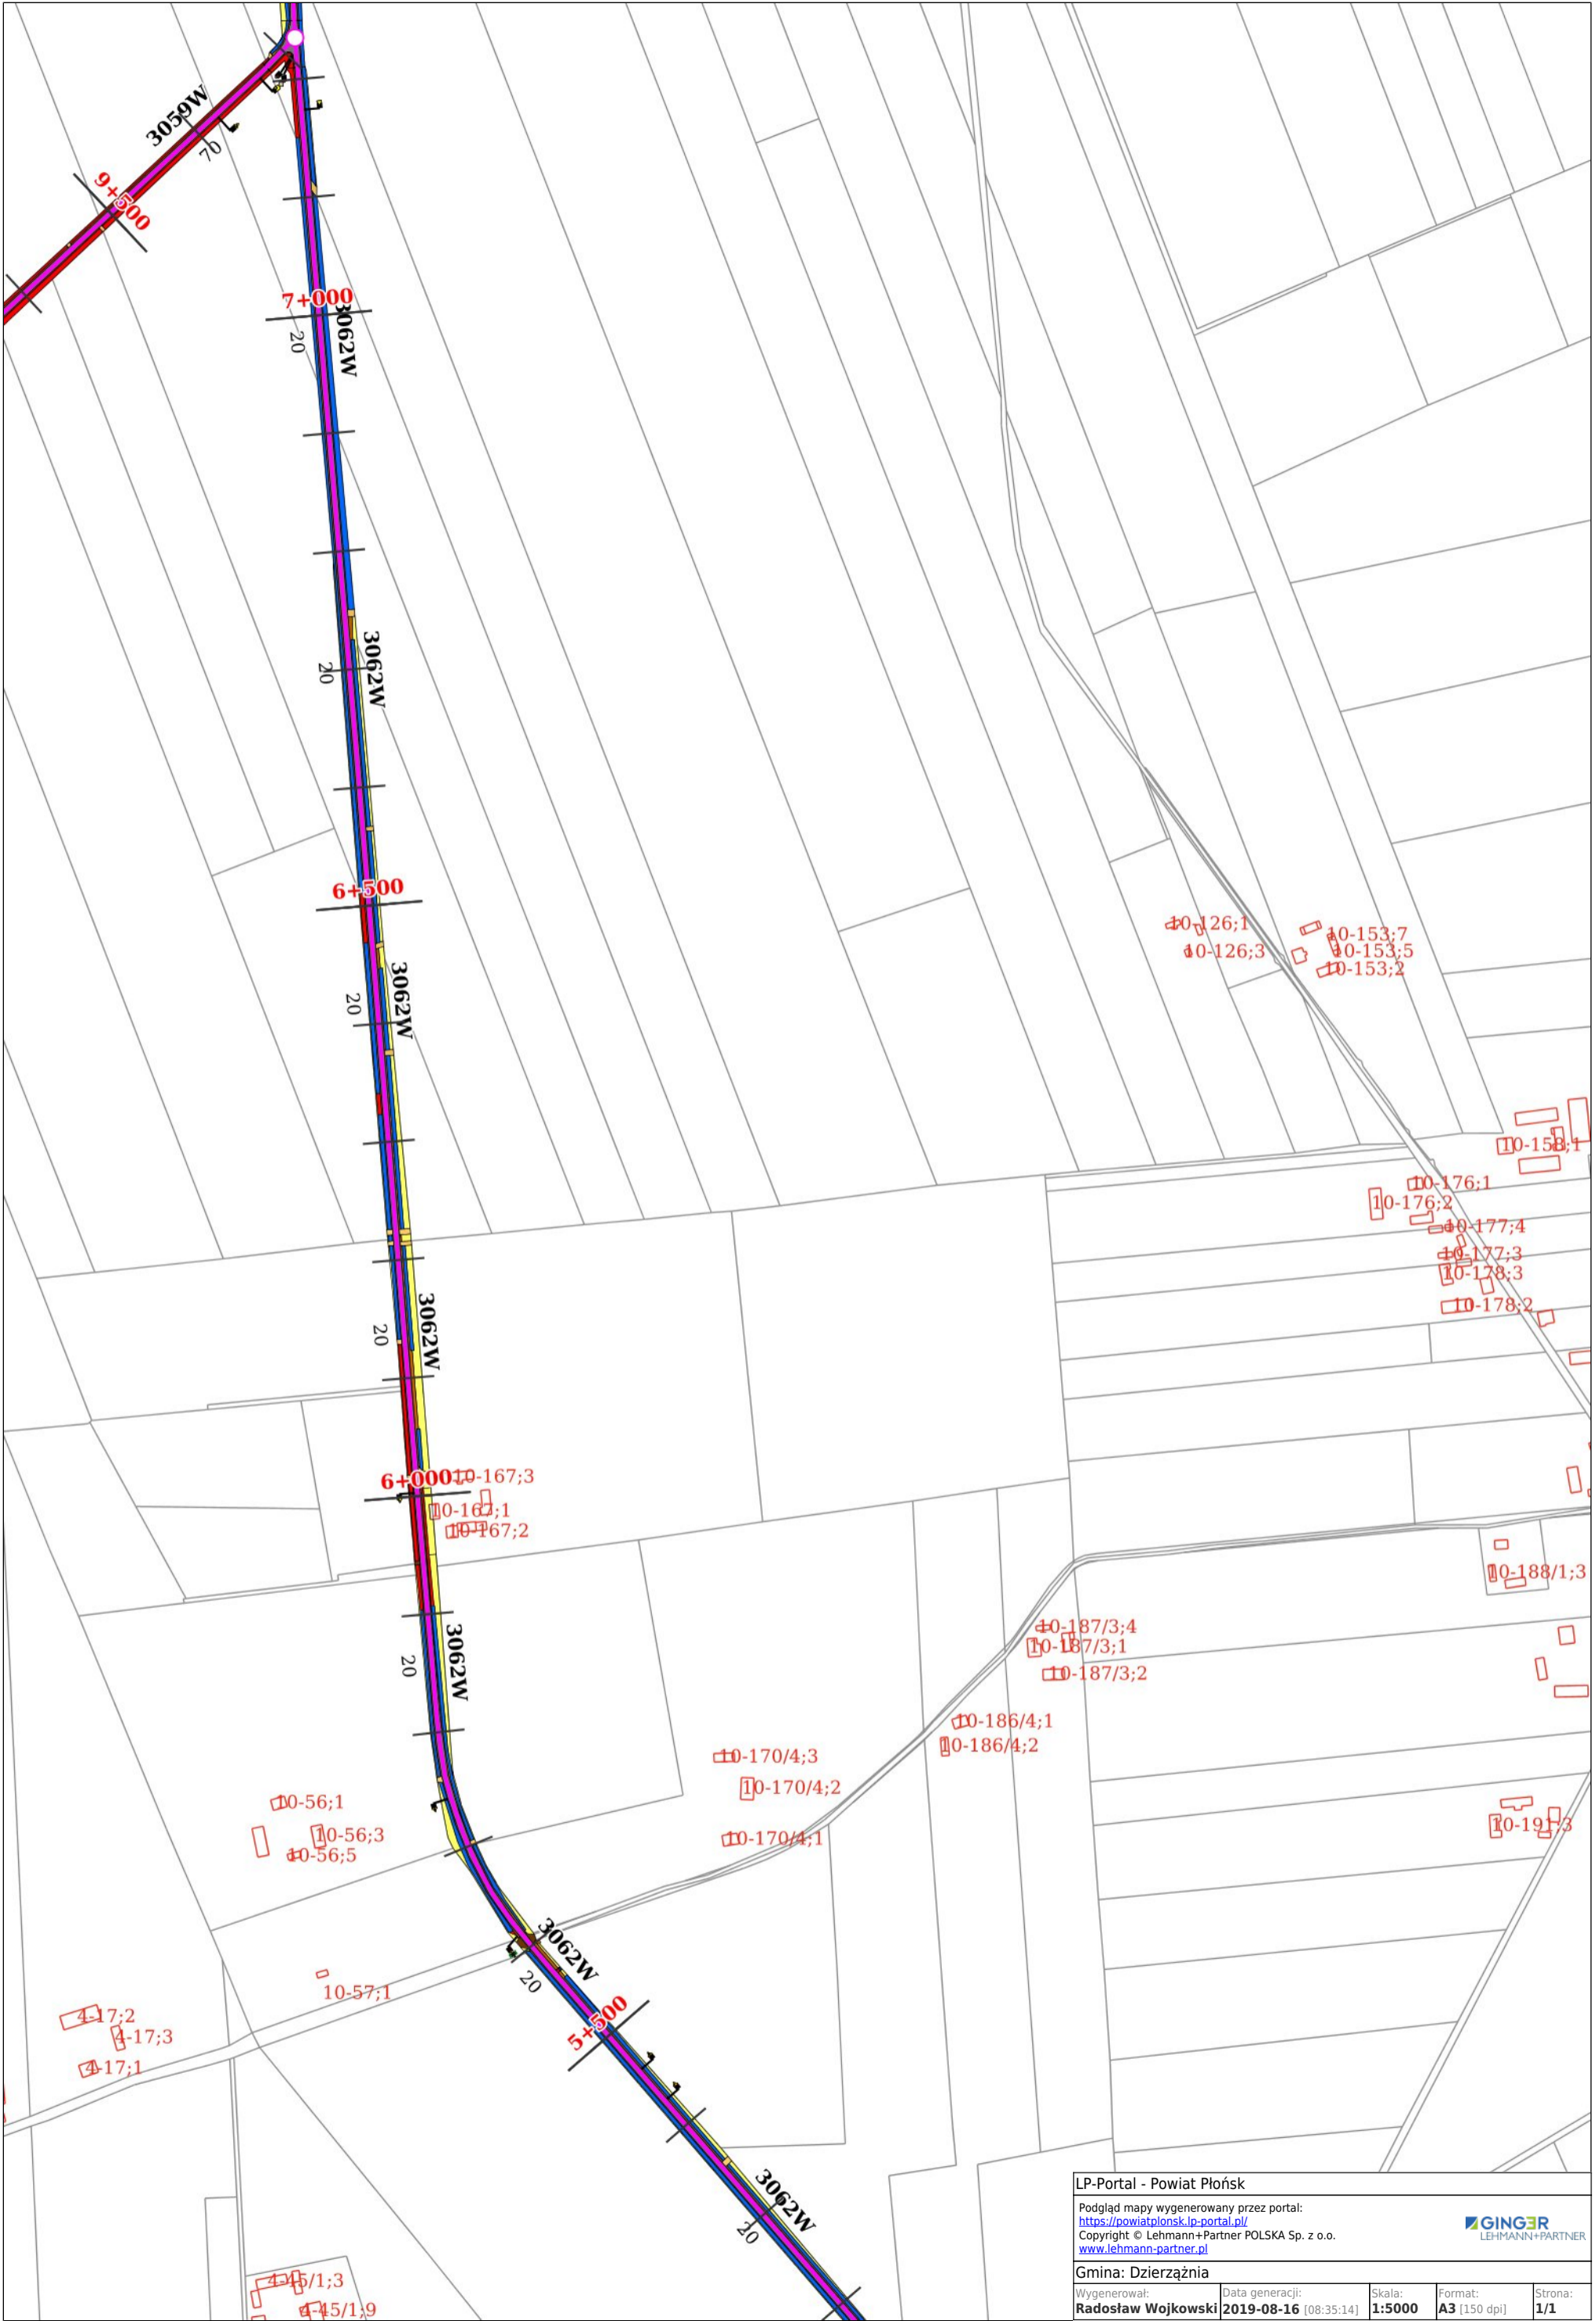 3059W
70
9+500
7+000
3062W
20
3062W
20
6+500
10-126;1
10-153;7
10-126;3
10-153;5
10-153;2
3062W
20
10-158;1
10-176;1
10-176;2
10-177;4
10-177;3
10-178;3
10-178;2
3062W
20
6+000
10-167;3
10-167;1
10-167;2
10-188/1;3
3062W
20
10-187/3;4
10-187/3;1
10-187/3;2
10-186/4;1
10-186/4;2
10-170/4;3
10-170/4;2
10-170/4;1
10-56;1
10-56;3
10-56;5
10-191;3
3062W
20
10-57;1
5+500
4-17;2
4-17;3
4-17;1
3062W
20
4-45/1;3
4-45/1;9
LP-Portal - Powiat Płońsk
Podgląd mapy wygenerowany przez portal:
https://powiatplonsk.lp-portal.pl/
Copyright © Lehmann+Partner POLSKA Sp. z o.o.
www.lehmann-partner.pl
GINGER
LEHMANN+PARTNER
Gmina: Dzierzążnia
Wygenerował: Data generacji: Skala: Format: Strona:
Radosław Wojkowski 2019-08-16 [08:35:14] 1:5000 A3 [150 dpi] 1/1